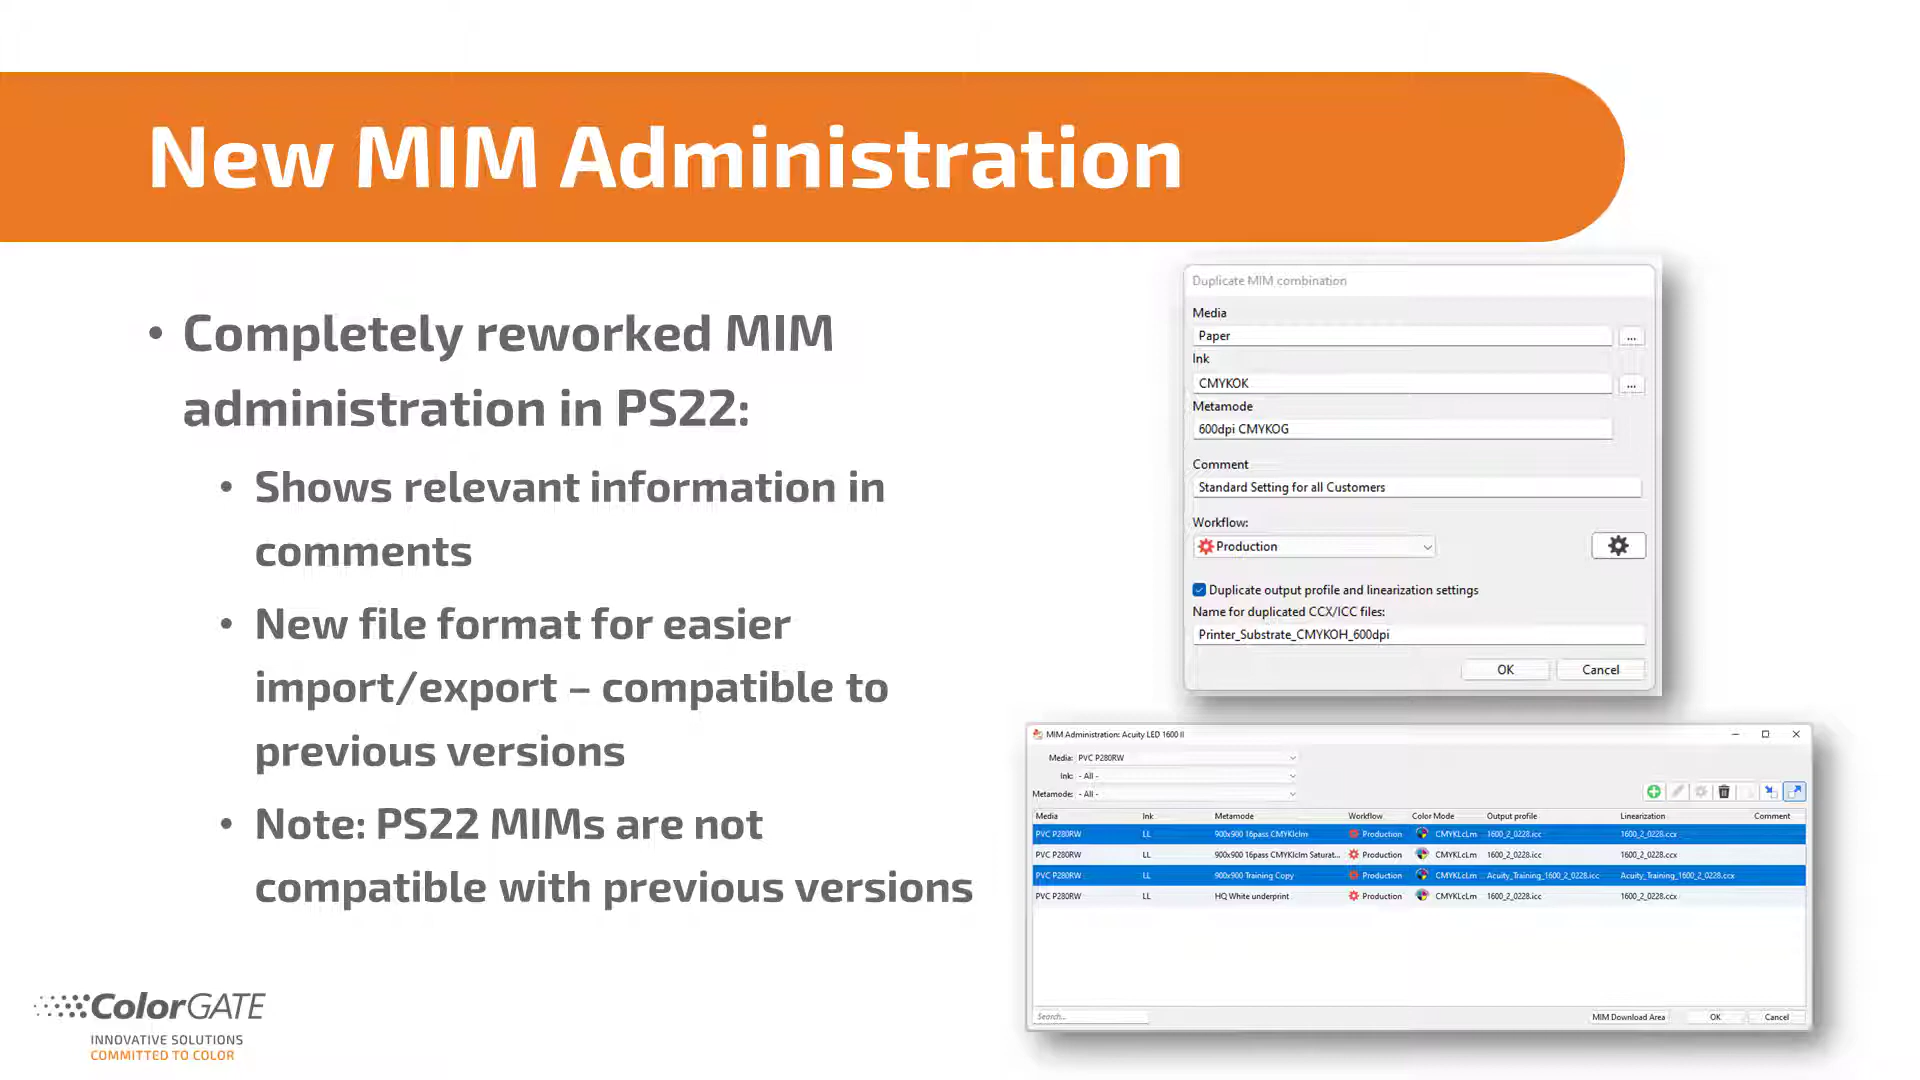 New MIM Administration
• Completely reworked MIM
administration in PS22:
• Shows relevant information in
comments
• New file format for easier
import/export – compatible to
previous versions
• Note: PS22 MIMs are not
compatible with previous versions
Duplicate MIM combination
Media
Paper
...
Ink
CMYKOK
...
Metamode
600dpi CMYKOG
Comment
Standard Setting for all Customers
Workflow:
Production
Duplicate output profile and linearization settings
Name for duplicated CCX/ICC files:
Printer_Substrate_CMYKOH_600dpi
OK Cancel
MIM Administration: Acuity LED 1600 II
Media: PVC P280RW
Ink: - All -
Metamode: - All -
Media Ink Metamode Workflow Color Mode Output profile Linearization Comment
PVC P280RW LL 900x900 16pass CMYKlclm Production CMYKLcLm 1600_2_0228.icc 1600_2_0228.ccx
PVC P280RW LL 900x900 16pass CMYKlclm Saturat... Production CMYKLcLm 1600_2_0228.icc 1600_2_0228.ccx
PVC P280RW LL 900x900 Training Copy Production CMYKLcLm Acuity_Training_1600_2_0228.icc Acuity_Training_1600_2_0228.ccx
PVC P280RW LL HQ White underprint Production CMYKLcLm 1600_2_0228.icc 1600_2_0228.ccx
Search... MIM Download Area OK Cancel
ColorGATE
INNOVATIVE SOLUTIONS
COMMITTED TO COLOR